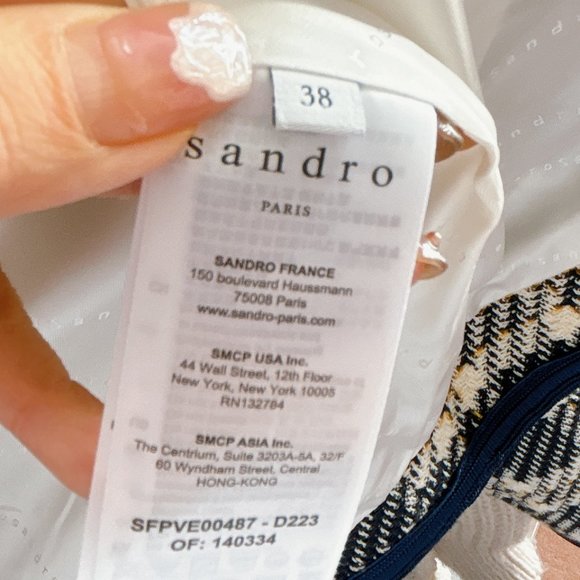 38
sandro
PARIS
SANDRO FRANCE
150 boulevard Haussmann
75008 Paris
www.sandro-paris.com
SMCP USA Inc.
44 Wall Street, 12th Floor
New York, New York 10005
RN132784
SMCP ASIA Inc.
The Centrium, Suite 3203A-5A, 32/F
60 Wyndham Street, Central
HONG-KONG
SFPVE00487 - D223
OF: 140334